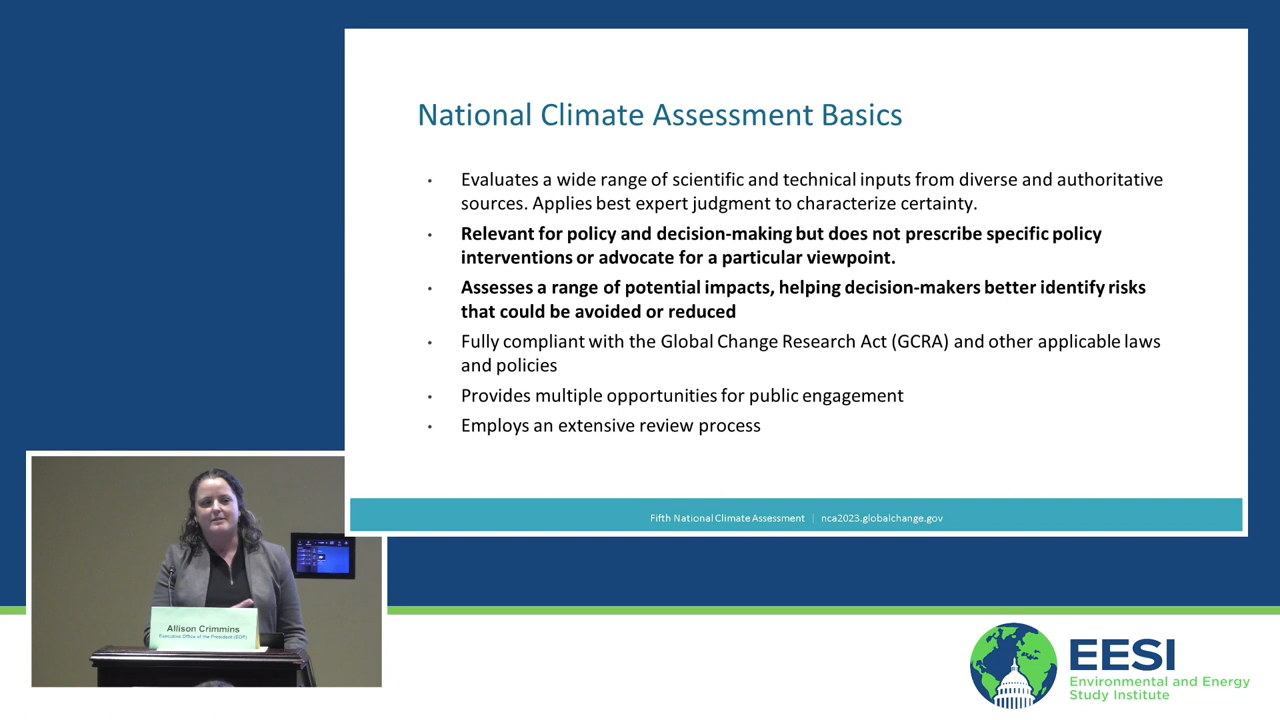 National Climate Assessment Basics
• Evaluates a wide range of scientific and technical inputs from diverse and authoritative
sources. Applies best expert judgment to characterize certainty.
• Relevant for policy and decision-making but does not prescribe specific policy
interventions or advocate for a particular viewpoint.
• Assesses a range of potential impacts, helping decision-makers better identify risks
that could be avoided or reduced
• Fully compliant with the Global Change Research Act (GCRA) and other applicable laws
and policies
• Provides multiple opportunities for public engagement
• Employs an extensive review process
Fifth National Climate Assessment | nca2023.globalchange.gov
Allison Crimmins
Executive Office of the President (EOP)
EESI
Environmental and Energy
Study Institute